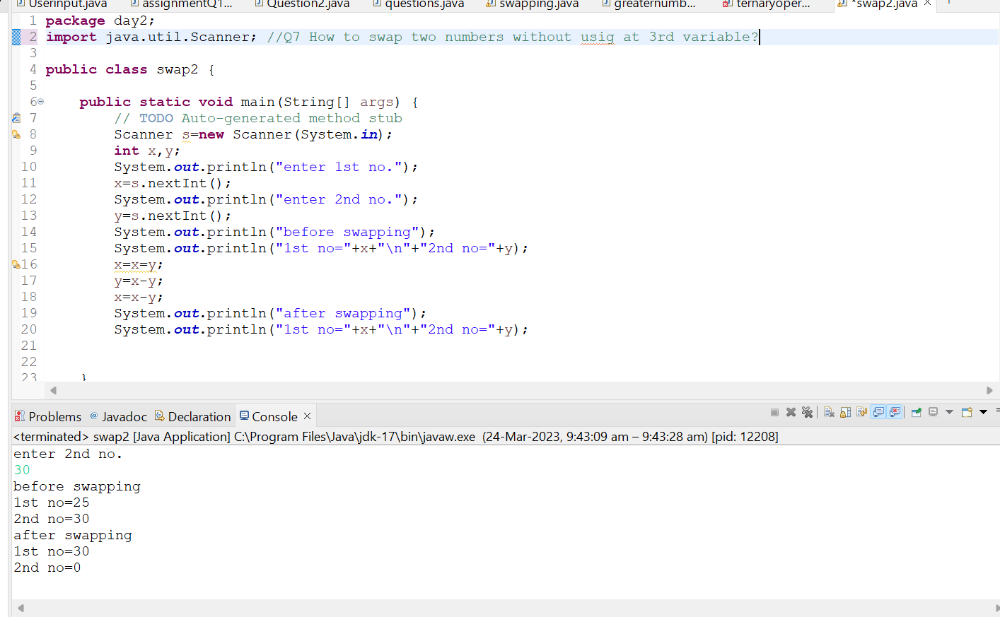 Userinput.java assignmentQ1... Question2.java questions.java swapping.java greaternumb... ternaryoper... *swap2.java
1 package day2;
2 import java.util.Scanner; //Q7 How to swap two numbers without usig at 3rd variable?
3
4 public class swap2 {
5
6 public static void main(String[] args) {
7 // TODO Auto-generated method stub
8 Scanner s=new Scanner(System.in);
9 int x,y;
10 System.out.println("enter 1st no.");
11 x=s.nextInt();
12 System.out.println("enter 2nd no.");
13 y=s.nextInt();
14 System.out.println("before swapping");
15 System.out.println("1st no="+x+"\n"+"2nd no="+y);
16 x=x=y;
17 y=x-y;
18 x=x-y;
19 System.out.println("after swapping");
20 System.out.println("1st no="+x+"\n"+"2nd no="+y);
21
22
23 }
Problems @ Javadoc Declaration Console
<terminated> swap2 [Java Application] C:\Program Files\Java\jdk-17\bin\javaw.exe (24-Mar-2023, 9:43:09 am – 9:43:28 am) [pid: 12208]
enter 2nd no.
30
before swapping
1st no=25
2nd no=30
after swapping
1st no=30
2nd no=0